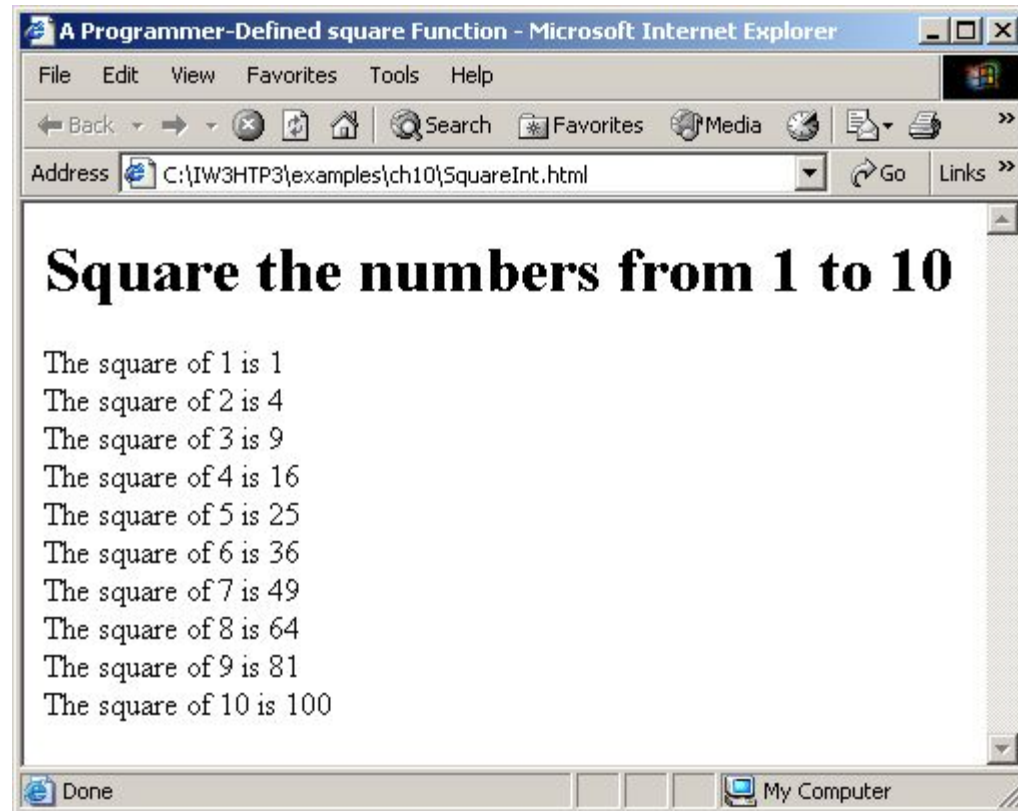 A Programmer-Defined square Function - Microsoft Internet Explorer
File Edit View Favorites Tools Help
Back Search Favorites Media »
Address C:\IW3HTP3\examples\ch10\SquareInt.html Go Links »
Square the numbers from 1 to 10
The square of 1 is 1
The square of 2 is 4
The square of 3 is 9
The square of 4 is 16
The square of 5 is 25
The square of 6 is 36
The square of 7 is 49
The square of 8 is 64
The square of 9 is 81
The square of 10 is 100
Done My Computer